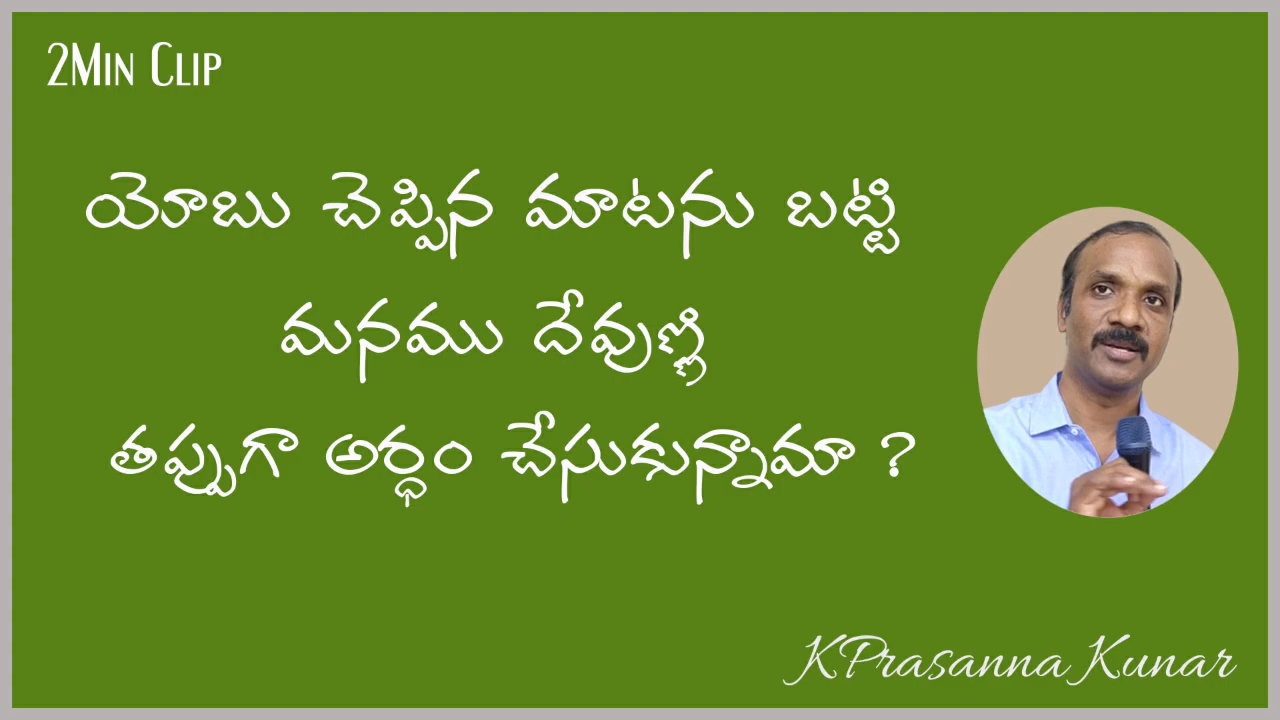 2Min Clip
యోబు చెప్పిన మాటను బట్టి
మనము దేవుణ్ణి
తప్పుగా అర్ధం చేసుకున్నామా ?
KPrasanna Kunar